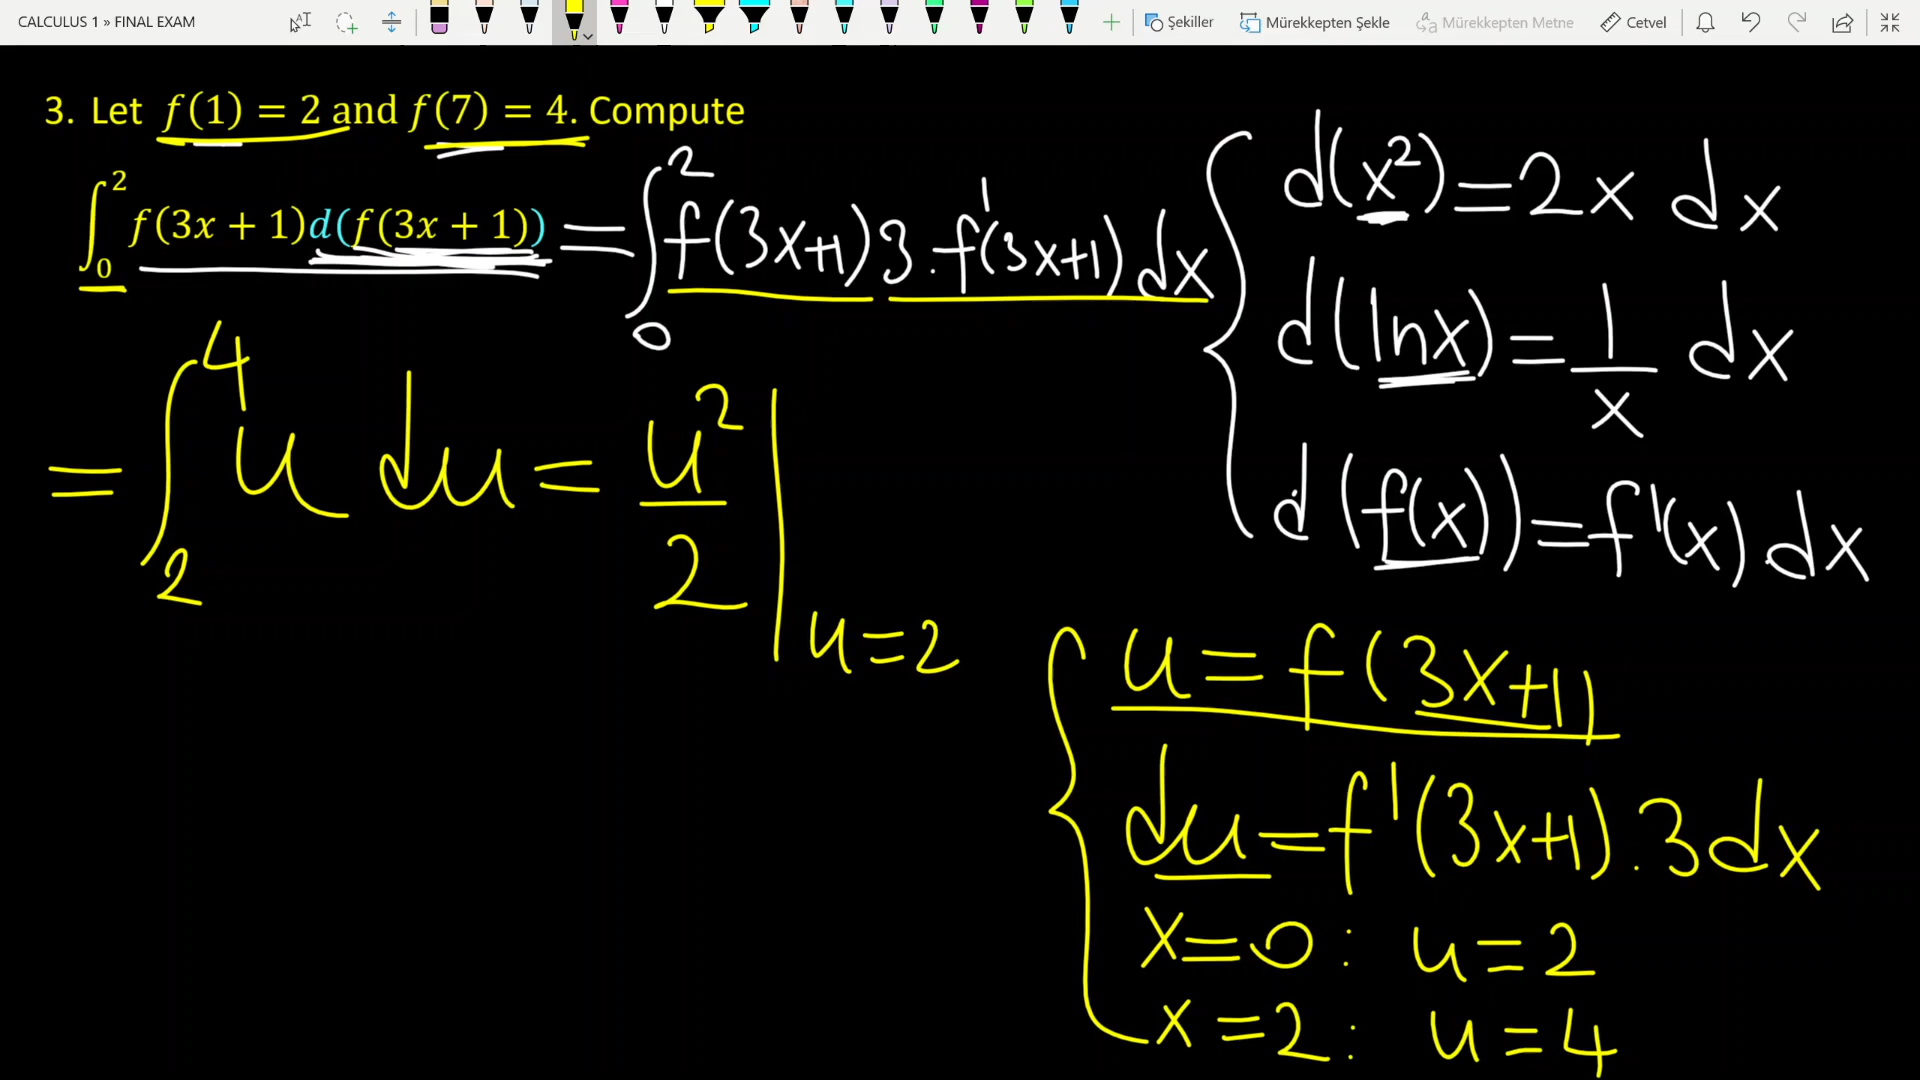 CALCULUS 1 » FINAL EXAM
Şekiller
Mürekkepten Şekle
Mürekkepten Metne
Cetvel
3. Let f(1) = 2 and f(7) = 4. Compute
∫₀² f(3x + 1)d(f(3x + 1)) = ∫₀² f(3x+1) 3.f'(3x+1) dx
d(x²) = 2x dx
d(lnx) = 1/x dx
d(f(x)) = f'(x) dx
= ∫₂⁴ u du = u²/2 | u=2
u = f(3x+1)
du = f'(3x+1).3dx
x=0: u=2
x=2: u=4